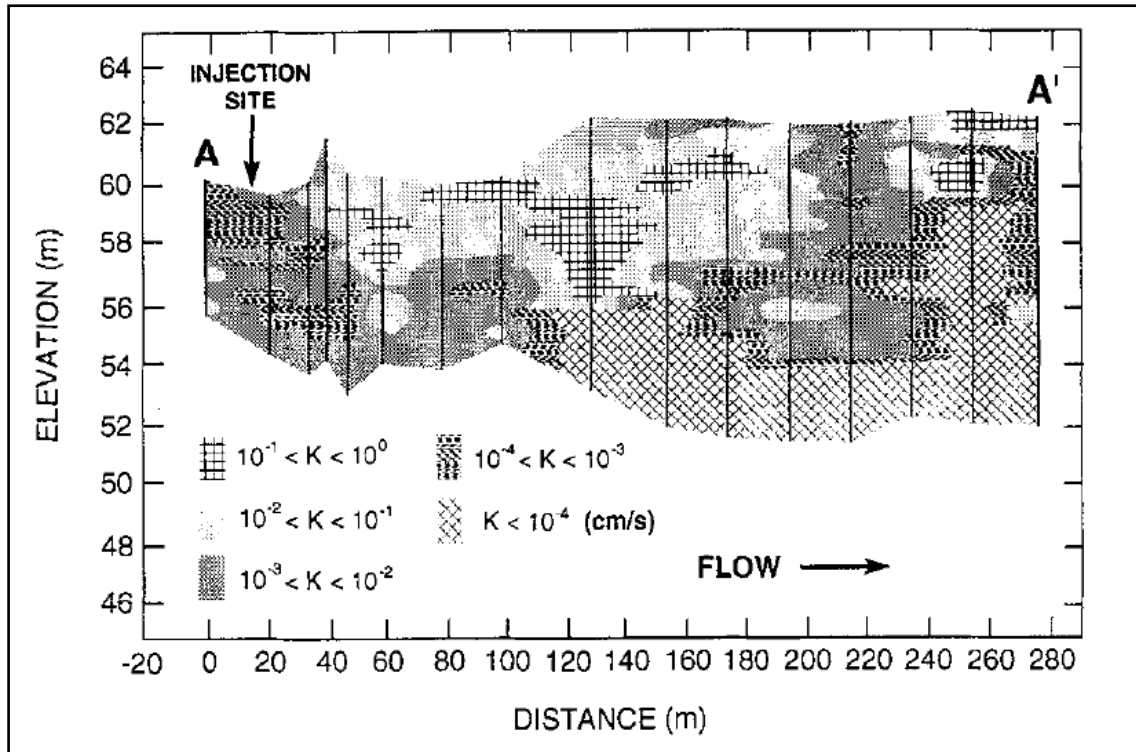 INJECTION
SITE
A
A'
64
62
60
58
56
54
52
50
48
46
ELEVATION (m)
10⁻¹ < K < 10⁰
10⁻² < K < 10⁻¹
10⁻³ < K < 10⁻²
10⁻⁴ < K < 10⁻³
K < 10⁻⁴ (cm/s)
FLOW
-20 0 20 40 60 80 100 120 140 160 180 200 220 240 260 280
DISTANCE (m)